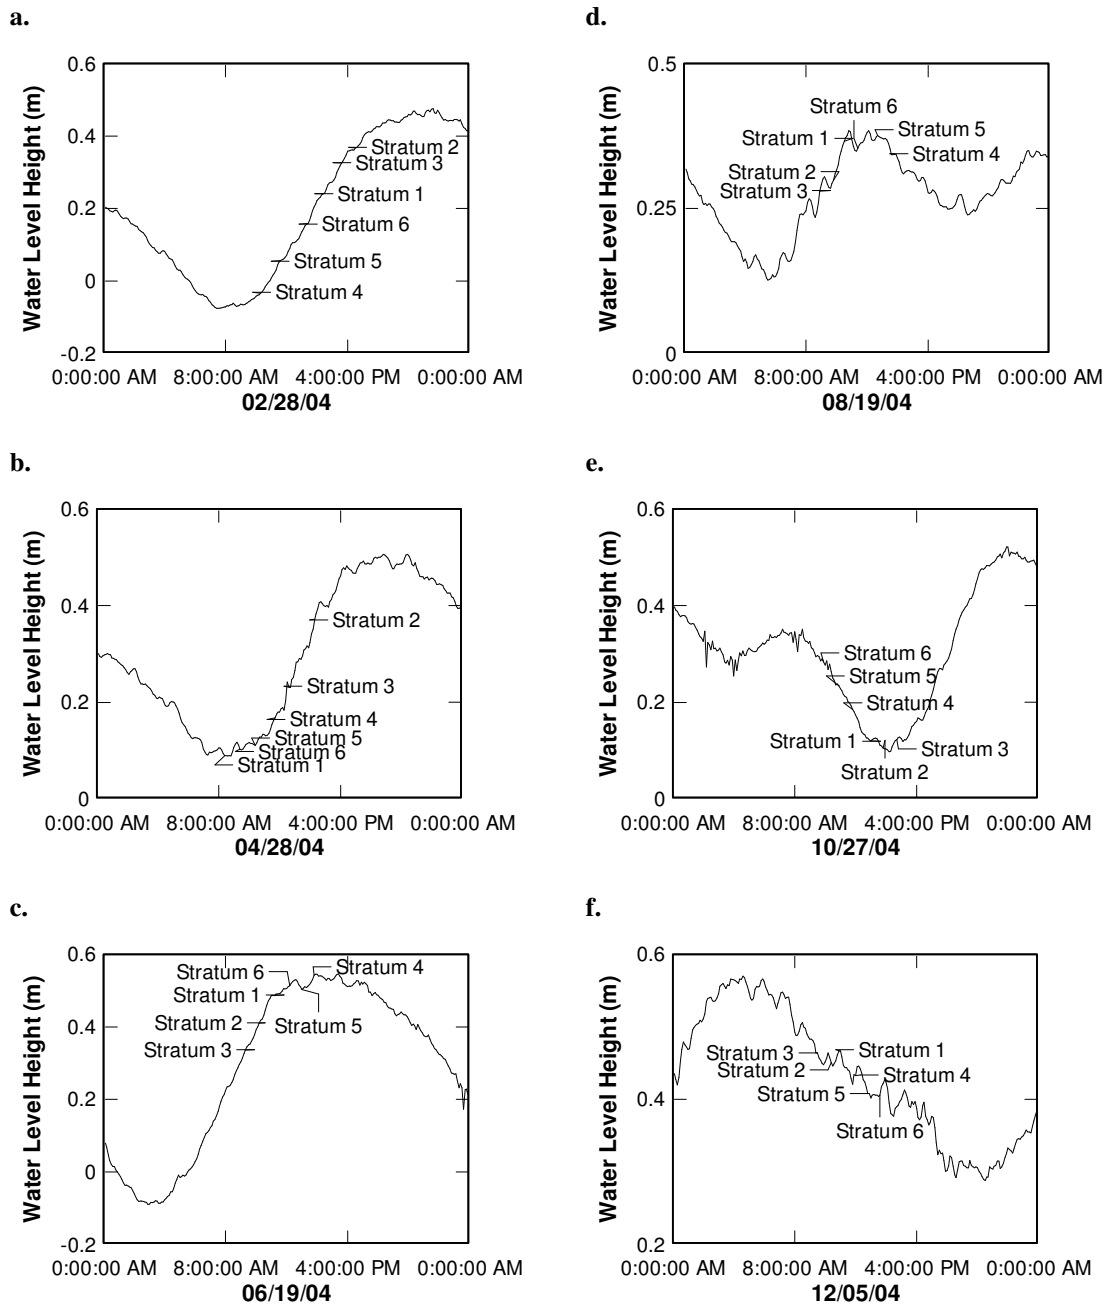 a.
Water Level Height (m)
0.6
0.4
0.2
0
-0.2
Stratum 2
Stratum 3
Stratum 1
Stratum 6
Stratum 5
Stratum 4
0:00:00 AM 8:00:00 AM 4:00:00 PM 0:00:00 AM
02/28/04
d.
Water Level Height (m)
0.5
0.25
0
Stratum 6
Stratum 1
Stratum 5
Stratum 4
Stratum 2
Stratum 3
0:00:00 AM 8:00:00 AM 4:00:00 PM 0:00:00 AM
08/19/04
b.
Water Level Height (m)
0.6
0.4
0.2
0
Stratum 2
Stratum 3
Stratum 4
Stratum 5
Stratum 6
Stratum 1
0:00:00 AM 8:00:00 AM 4:00:00 PM 0:00:00 AM
04/28/04
e.
Water Level Height (m)
0.6
0.4
0.2
0
Stratum 6
Stratum 5
Stratum 4
Stratum 1
Stratum 3
Stratum 2
0:00:00 AM 8:00:00 AM 4:00:00 PM 0:00:00 AM
10/27/04
c.
Water Level Height (m)
0.6
0.4
0.2
0
-0.2
Stratum 4
Stratum 6
Stratum 1
Stratum 2
Stratum 5
Stratum 3
0:00:00 AM 8:00:00 AM 4:00:00 PM 0:00:00 AM
06/19/04
f.
Water Level Height (m)
0.6
0.4
0.2
Stratum 3
Stratum 1
Stratum 2
Stratum 4
Stratum 5
Stratum 6
0:00:00 AM 8:00:00 AM 4:00:00 PM 0:00:00 AM
12/05/04